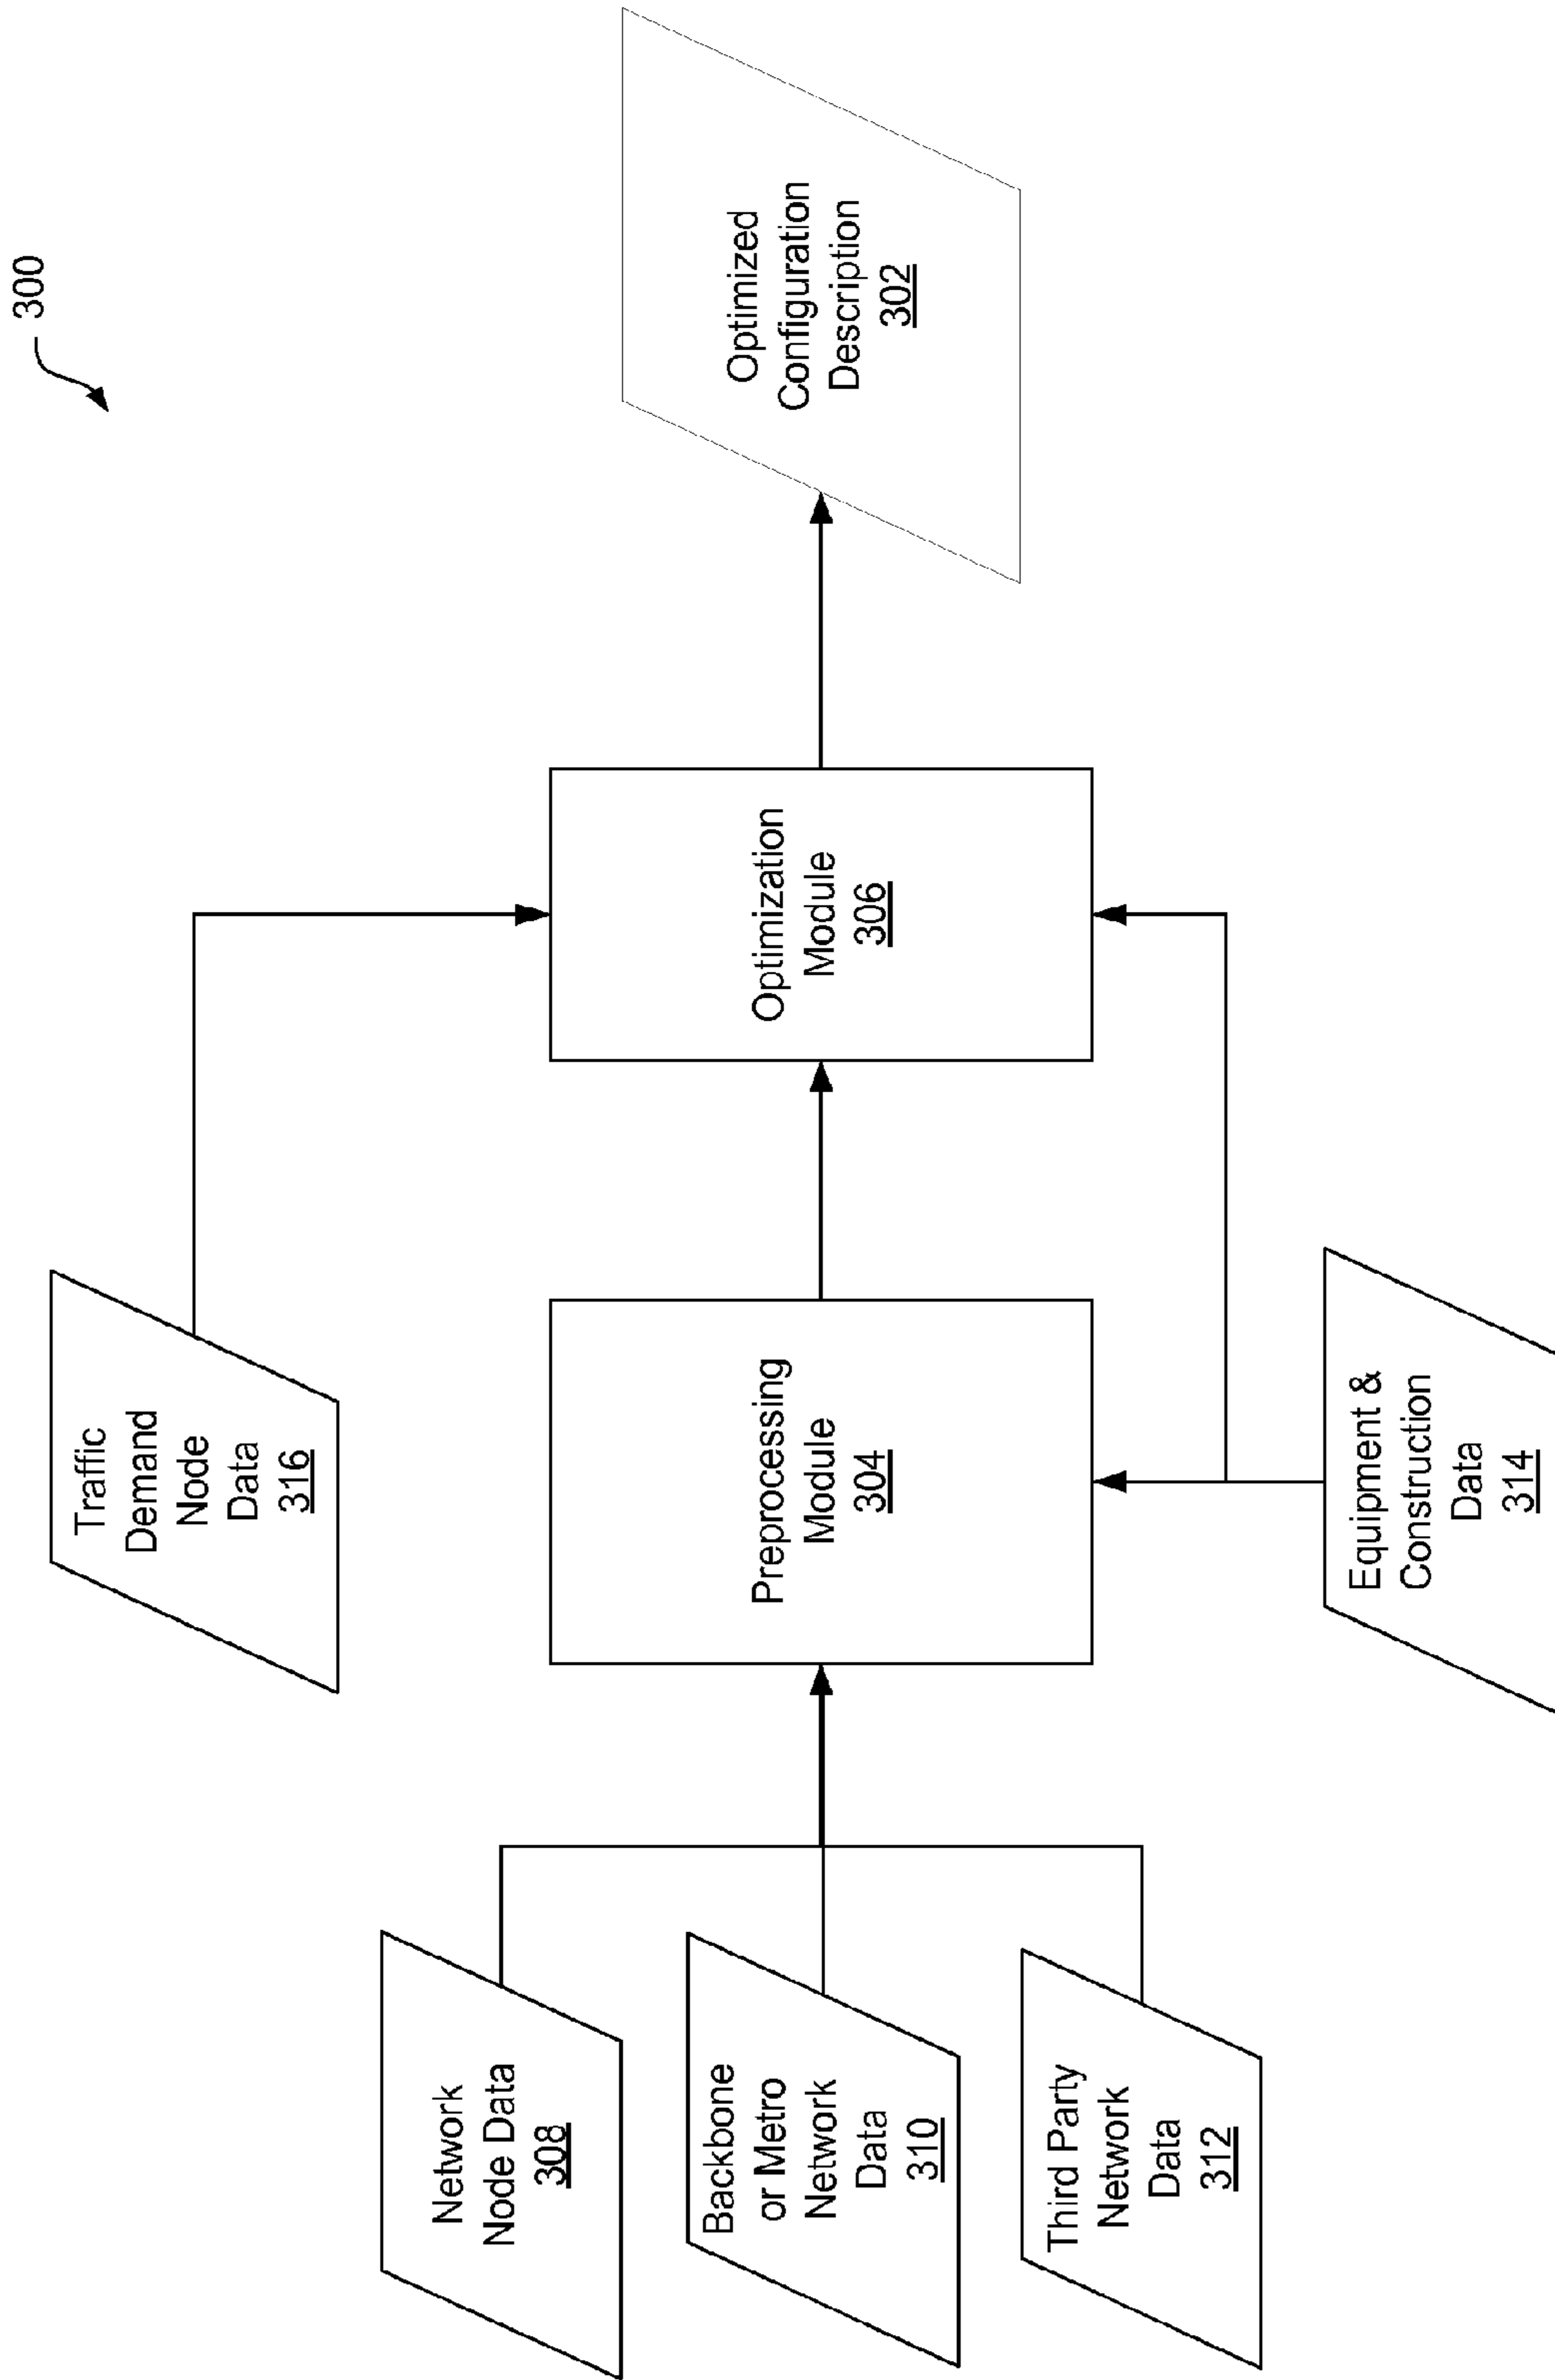 300
Traffic
Demand
Node
Data
316
Network
Node Data
308
Backbone
or Metro
Network
Data
310
Third Party
Network
Data
312
Preprocessing
Module
304
Optimization
Module
306
Optimized
Configuration
Description
302
Equipment &
Construction
Data
314